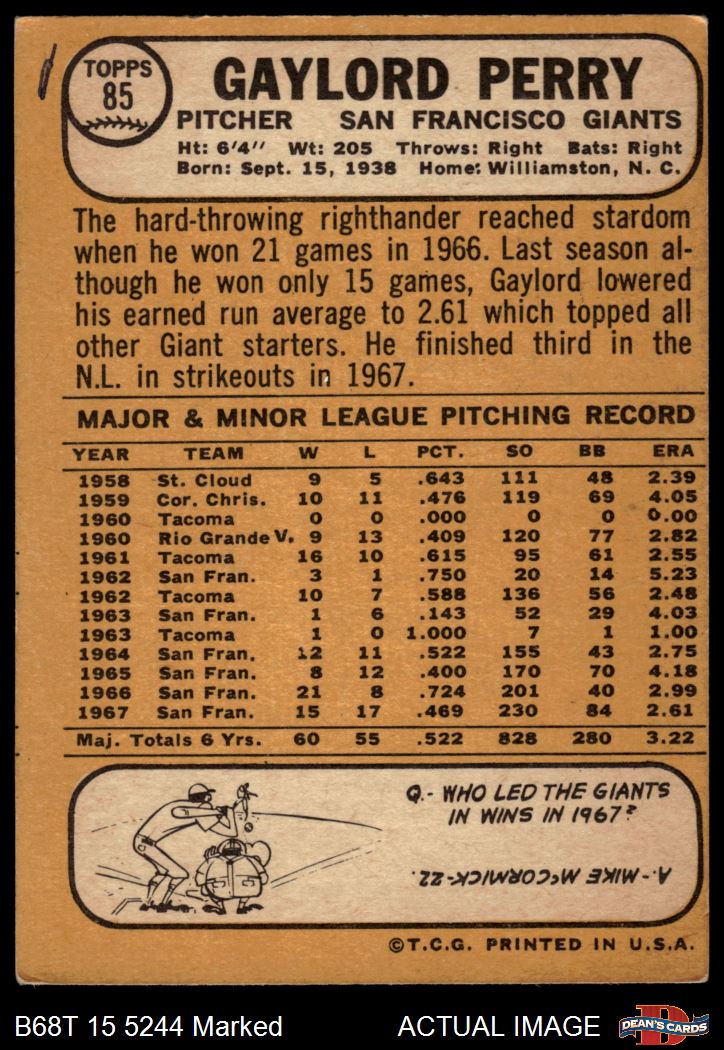 TOPPS
85
GAYLORD PERRY
PITCHER SAN FRANCISCO GIANTS
Ht: 6'4" Wt: 205 Throws: Right Bats: Right
Born: Sept. 15, 1938 Home: Williamston, N. C.
The hard-throwing righthander reached stardom
when he won 21 games in 1966. Last season al-
though he won only 15 games, Gaylord lowered
his earned run average to 2.61 which topped all
other Giant starters. He finished third in the
N.L. in strikeouts in 1967.
MAJOR & MINOR LEAGUE PITCHING RECORD
YEAR TEAM W L PCT. SO BB ERA
1958 St. Cloud 9 5 .643 111 48 2.39
1959 Cor. Chris. 10 11 .476 119 69 4.05
1960 Tacoma 0 0 .000 0 0 0.00
1960 Rio Grande V. 9 13 .409 120 77 2.82
1961 Tacoma 16 10 .615 95 61 2.55
1962 San Fran. 3 1 .750 20 14 5.23
1962 Tacoma 10 7 .588 136 56 2.48
1963 San Fran. 1 6 .143 52 29 4.03
1963 Tacoma 1 0 1.000 7 1 1.00
1964 San Fran. 12 11 .522 155 43 2.75
1965 San Fran. 8 12 .400 170 70 4.18
1966 San Fran. 21 8 .724 201 40 2.99
1967 San Fran. 15 17 .469 230 84 2.61
Maj. Totals 6 Yrs. 60 55 .522 828 280 3.22
Q.- WHO LED THE GIANTS
IN WINS IN 1967?
A-. MIKE McCORMICK-22.
©T.C.G. PRINTED IN U.S.A.
B68T 15 5244 Marked ACTUAL IMAGE
D
DEAN'S CARDS